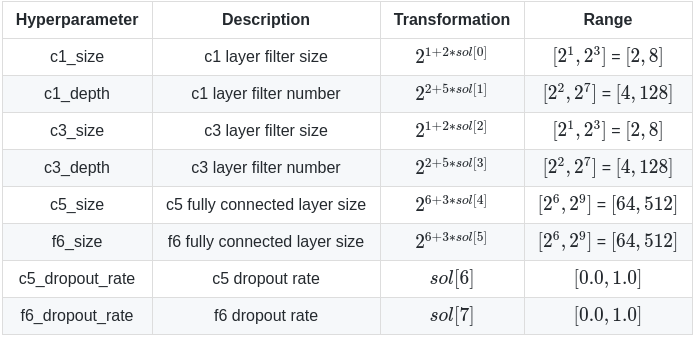 Hyperparameter Description Transformation Range
c1_size c1 layer filter size $2^{1+2*sol[0]}$ $[2^1, 2^3]$ = $[2, 8]$
c1_depth c1 layer filter number $2^{2+5*sol[1]}$ $[2^2, 2^7]$ = $[4, 128]$
c3_size c3 layer filter size $2^{1+2*sol[2]}$ $[2^1, 2^3]$ = $[2, 8]$
c3_depth c3 layer filter number $2^{2+5*sol[3]}$ $[2^2, 2^7]$ = $[4, 128]$
c5_size c5 fully connected layer size $2^{6+3*sol[4]}$ $[2^6, 2^9]$ = $[64, 512]$
f6_size f6 fully connected layer size $2^{6+3*sol[5]}$ $[2^6, 2^9]$ = $[64, 512]$
c5_dropout_rate c5 dropout rate $sol[6]$ $[0.0, 1.0]$
f6_dropout_rate f6 dropout rate $sol[7]$ $[0.0, 1.0]$